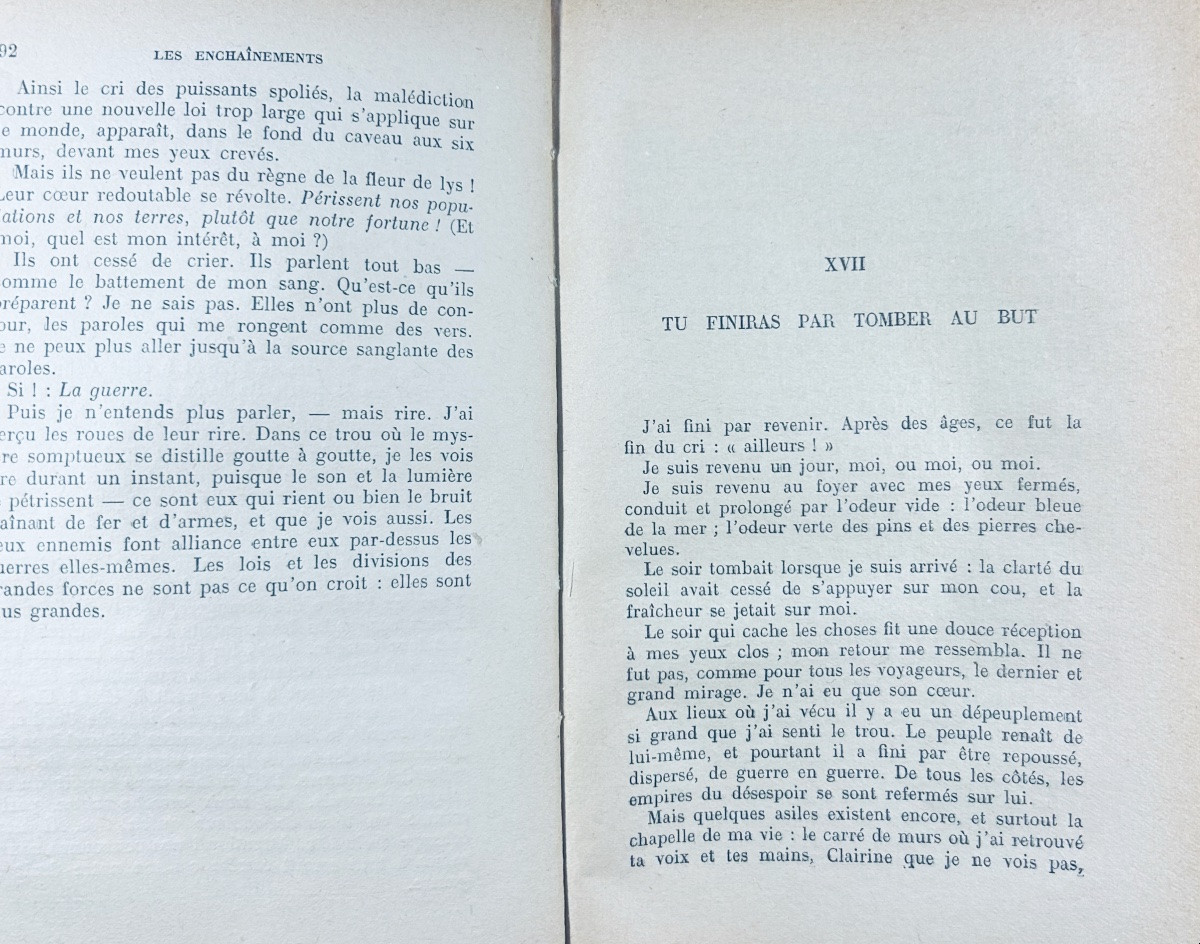 92
LES ENCHAÎNEMENTS
Ainsi le cri des puissants spoliés, la malédiction
contre une nouvelle loi trop large qui s'applique sur
e monde, apparaît, dans le fond du caveau aux six
murs, devant mes yeux crevés.
Mais ils ne veulent pas du règne de la fleur de lys !
Leur cœur redoutable se révolte. Périssent nos popu-
lations et nos terres, plutôt que notre fortune ! (Et
moi, quel est mon intérêt, à moi ?)
Ils ont cessé de crier. Ils parlent tout bas —
comme le battement de mon sang. Qu'est-ce qu'ils
préparent ? Je ne sais pas. Elles n'ont plus de con-
our, les paroles qui me rongent comme des vers.
e ne peux plus aller jusqu'à la source sanglante des
aroles.
Si ! : La guerre.
Puis je n'entends plus parler, — mais rire. J'ai
erçu les roues de leur rire. Dans ce trou où le mys-
re somptueux se distille goutte à goutte, je les vois
re durant un instant, puisque le son et la lumière
pétrissent — ce sont eux qui rient ou bien le bruit
aînant de fer et d'armes, et que je vois aussi. Les
eux ennemis font alliance entre eux par-dessus les
uerres elles-mêmes. Les lois et les divisions des
randes forces ne sont pas ce qu'on croit : elles sont
us grandes.
XVII
TU FINIRAS PAR TOMBER AU BUT
J'ai fini par revenir. Après des âges, ce fut la
fin du cri : « ailleurs ! »
Je suis revenu un jour, moi, ou moi, ou moi.
Je suis revenu au foyer avec mes yeux fermés,
conduit et prolongé par l'odeur vide : l'odeur bleue
de la mer ; l'odeur verte des pins et des pierres che-
velues.
Le soir tombait lorsque je suis arrivé : la clarté du
soleil avait cessé de s'appuyer sur mon cou, et la
fraîcheur se jetait sur moi.
Le soir qui cache les choses fit une douce réception
à mes yeux clos ; mon retour me ressembla. Il ne
fut pas, comme pour tous les voyageurs, le dernier et
grand mirage. Je n'ai eu que son cœur.
Aux lieux où j'ai vécu il y a eu un dépeuplement
si grand que j'ai senti le trou. Le peuple renaît de
lui-même, et pourtant il a fini par être repoussé,
dispersé, de guerre en guerre. De tous les côtés, les
empires du désespoir se sont refermés sur lui.
Mais quelques asiles existent encore, et surtout la
chapelle de ma vie : le carré de murs où j'ai retrouvé
ta voix et tes mains, Clairine que je ne vois pas,